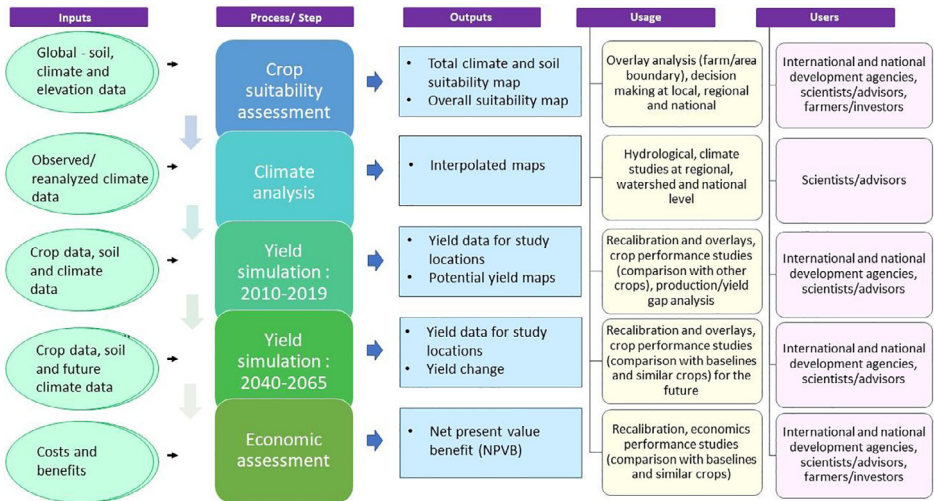 Inputs
Process/ Step
Outputs
Usage
Users
Global - soil,
climate and
elevation data
Crop
suitability
assessment
• Total climate and soil
suitability map
• Overall suitability map
Overlay analysis (farm/area
boundary), decision
making at local, regional
and national
International and national
development agencies,
scientists/advisors,
farmers/investors
Observed/
reanalyzed climate
data
Climate
analysis
• Interpolated maps
Hydrological, climate
studies at regional,
watershed and national
level
Scientists/advisors
Crop data, soil
and climate
data
Yield
simulation :
2010-2019
• Yield data for study
locations
• Potential yield maps
Recalibration and overlays,
crop performance studies
(comparison with other
crops), production/yield
gap analysis
International and national
development agencies,
scientists/advisors
Crop data, soil
and future
climate data
Yield
simulation :
2040-2065
• Yield data for study
locations
• Yield change
Recalibration and overlays,
crop performance studies
(comparison with baselines
and similar crops) for the
future
International and national
development agencies,
scientists/advisors
Costs and
benefits
Economic
assessment
• Net present value
benefit (NPVB)
Recalibration, economics
performance studies
(comparison with baselines
and similar crops)
International and national
development agencies,
scientists/advisors,
farmers/investors